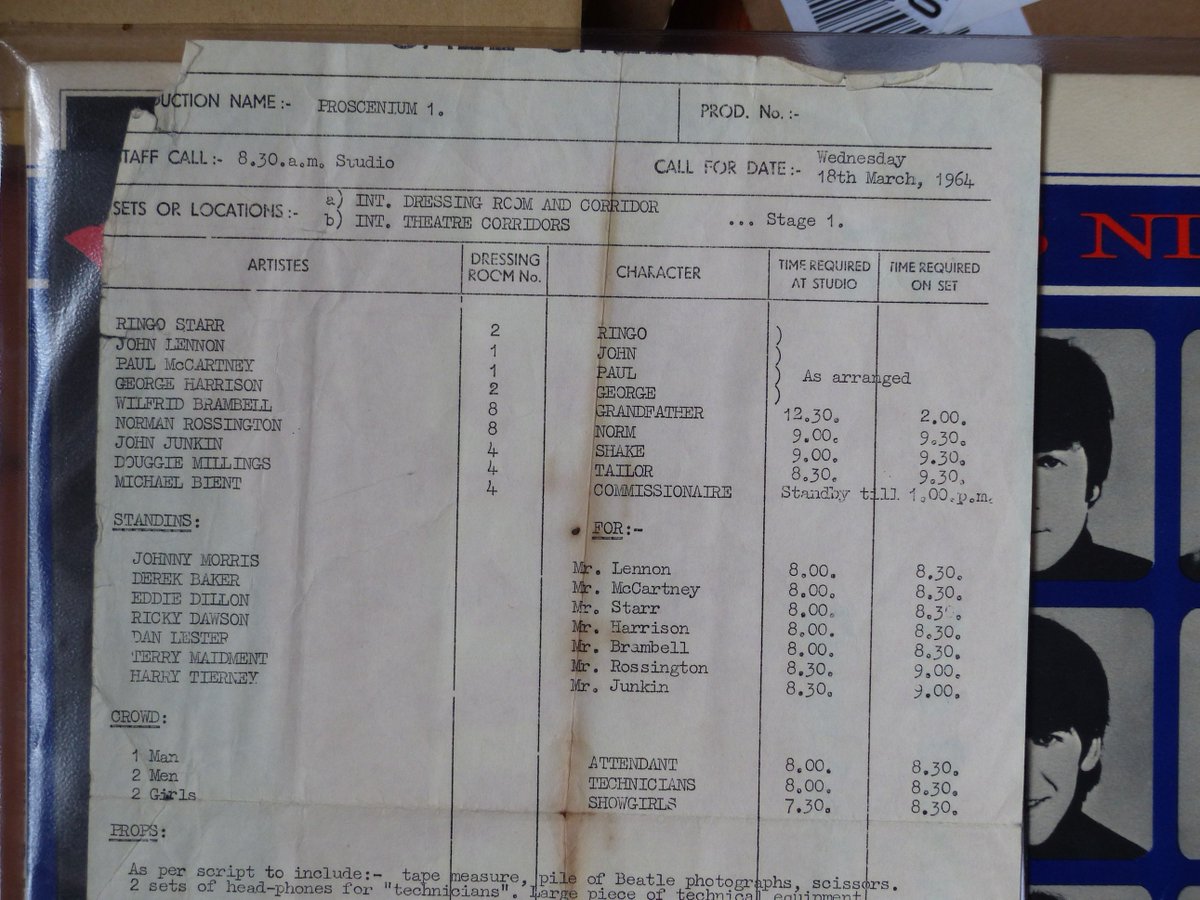 UCTION NAME:- PROSCENIUM 1. PROD. No.:-
TAFF CALL:- 8.30.a.m. Studio CALL FOR DATE:- Wednesday
18th March, 1964
SETS OR LOCATIONS:- a) INT. DRESSING ROOM AND CORRIDOR
b) INT. THEATRE CORRIDORS ... Stage 1.
ARTISTES DRESSING ROOM No. CHARACTER TIME REQUIRED AT STUDIO TIME REQUIRED ON SET
RINGO STARR 2 RINGO )
JOHN LENNON 1 JOHN )
PAUL McCARTNEY 1 PAUL ) As arranged
GEORGE HARRISON 2 GEORGE )
WILFRID BRAMBELL 8 GRANDFATHER 12.30. 2.00.
NORMAN ROSSINGTON 8 NORM 9.00. 9.30.
JOHN JUNKIN 4 SHAKE 9.00. 9.30.
DOUGGIE MILLINGS 4 TAILOR 8.30. 9.30.
MICHAEL BIENT 4 COMMISSIONAIRE Standby till 1.00.p.m.
STANDINS: FOR:-
JOHNNY MORRIS Mr. Lennon 8.00. 8.30.
DEREK BAKER Mr. McCartney 8.00. 8.30.
EDDIE DILLON Mr. Starr 8.00. 8.30.
RICKY DAWSON Mr. Harrison 8.00. 8.30.
DAN LESTER Mr. Brambell 8.00. 8.30.
TERRY MAIDMENT Mr. Rossington 8.30. 9.00.
HARRY TIERNEY Mr. Junkin 8.30. 9.00.
CROWD:
1 Man ATTENDANT 8.00. 8.30.
2 Men TECHNICIANS 8.00. 8.30.
2 Girls SHOWGIRLS 7.30. 8.30.
PROPS:
As per script to include:- tape measure, pile of Beatle photographs, scissors.
2 sets of head-phones for "technicians". Large piece of technical equipment